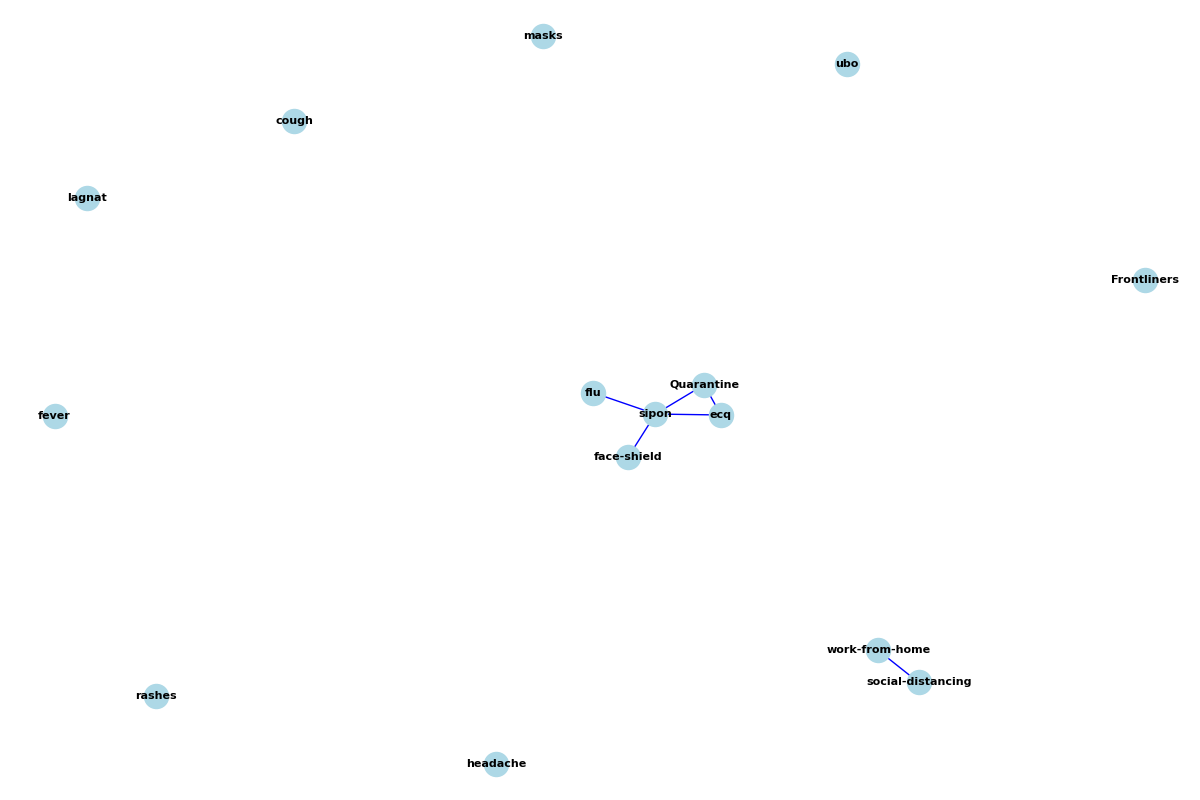 masks
ubo
cough
lagnat
Frontliners
Quarantine
flu
sipon
ecq
fever
face-shield
work-from-home
social-distancing
rashes
headache